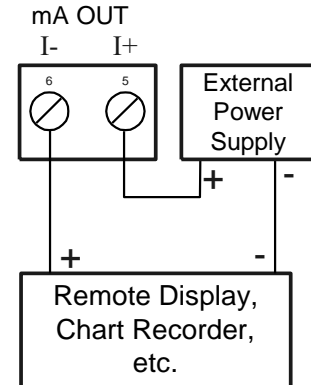 mA OUT
I- I+
6 5
External
Power
Supply
+ -
+ -
Remote Display,
Chart Recorder,
etc.